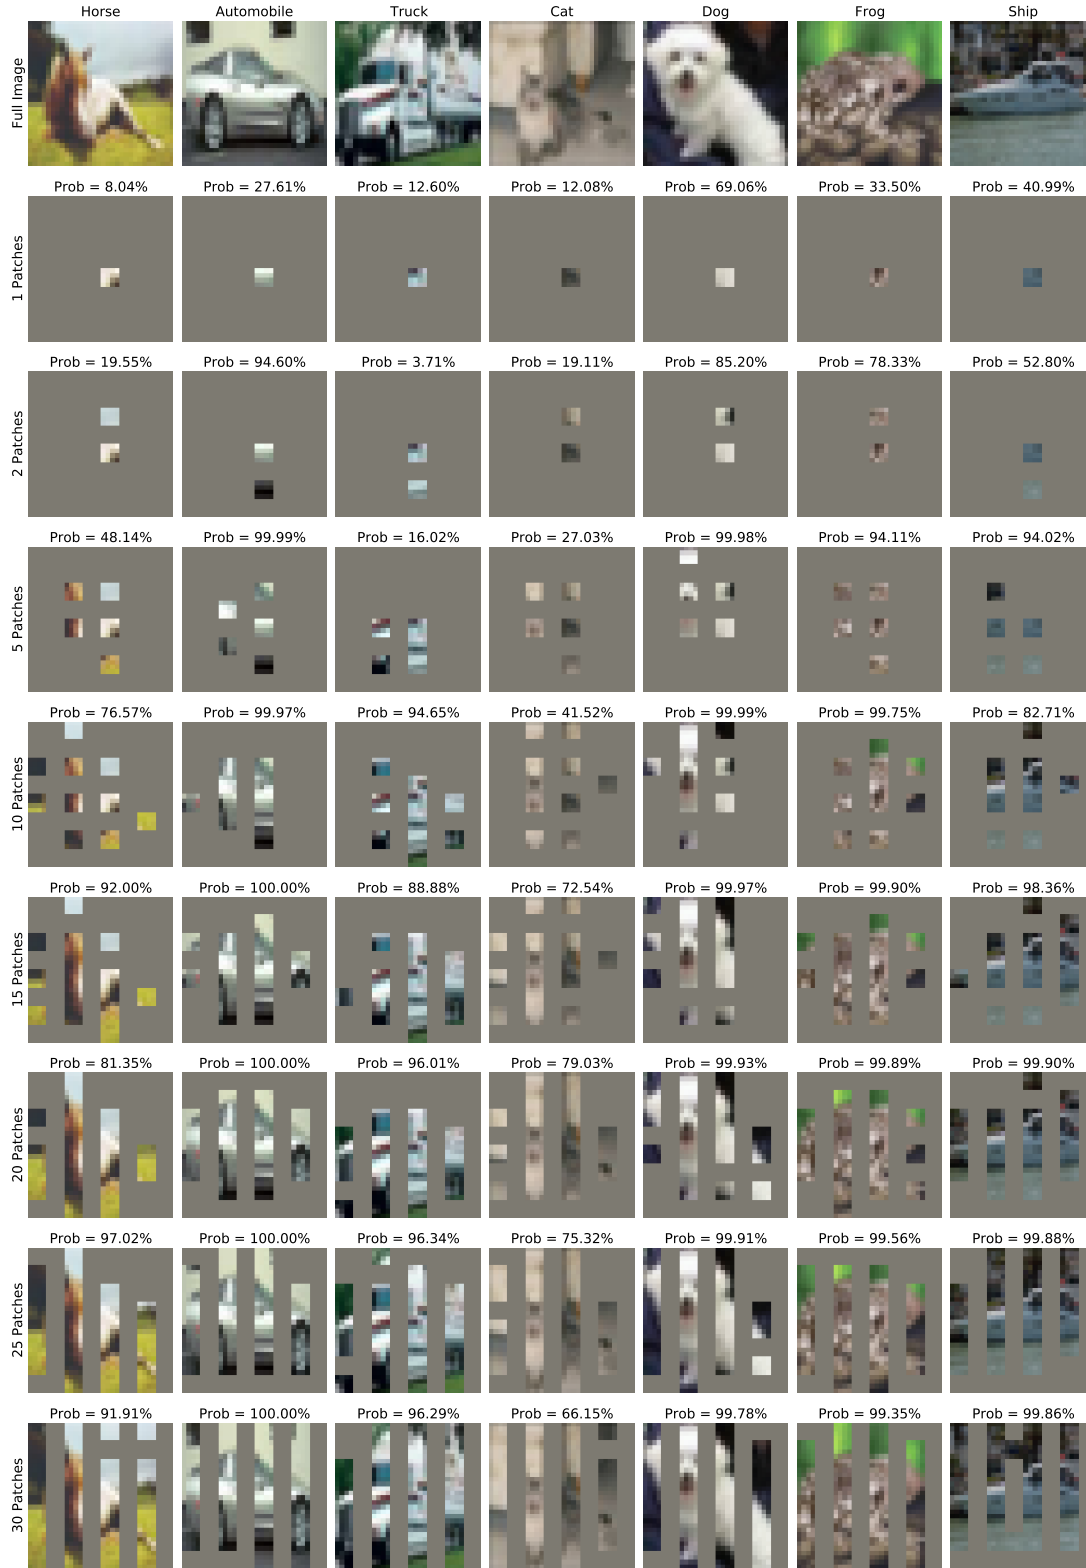 Horse Automobile Truck Cat Dog Frog Ship
Full Image
Prob = 8.04% Prob = 27.61% Prob = 12.60% Prob = 12.08% Prob = 69.06% Prob = 33.50% Prob = 40.99%
1 Patches
Prob = 19.55% Prob = 94.60% Prob = 3.71% Prob = 19.11% Prob = 85.20% Prob = 78.33% Prob = 52.80%
2 Patches
Prob = 48.14% Prob = 99.99% Prob = 16.02% Prob = 27.03% Prob = 99.98% Prob = 94.11% Prob = 94.02%
5 Patches
Prob = 76.57% Prob = 99.97% Prob = 94.65% Prob = 41.52% Prob = 99.99% Prob = 99.75% Prob = 82.71%
10 Patches
Prob = 92.00% Prob = 100.00% Prob = 88.88% Prob = 72.54% Prob = 99.97% Prob = 99.90% Prob = 98.36%
15 Patches
Prob = 81.35% Prob = 100.00% Prob = 96.01% Prob = 79.03% Prob = 99.93% Prob = 99.89% Prob = 99.90%
20 Patches
Prob = 97.02% Prob = 100.00% Prob = 96.34% Prob = 75.32% Prob = 99.91% Prob = 99.56% Prob = 99.88%
25 Patches
Prob = 91.91% Prob = 100.00% Prob = 96.29% Prob = 66.15% Prob = 99.78% Prob = 99.35% Prob = 99.86%
30 Patches